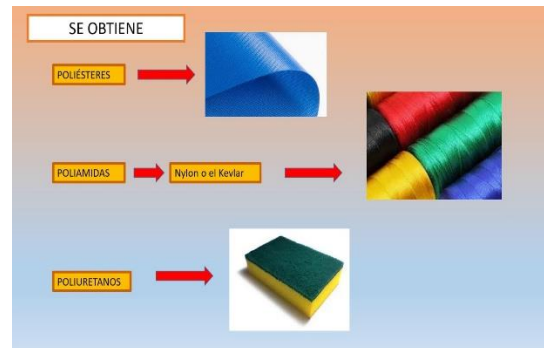 SE OBTIENE
POLIÉSTERES
POLIAMIDAS
Nylon o el Kevlar
POLIURETANOS